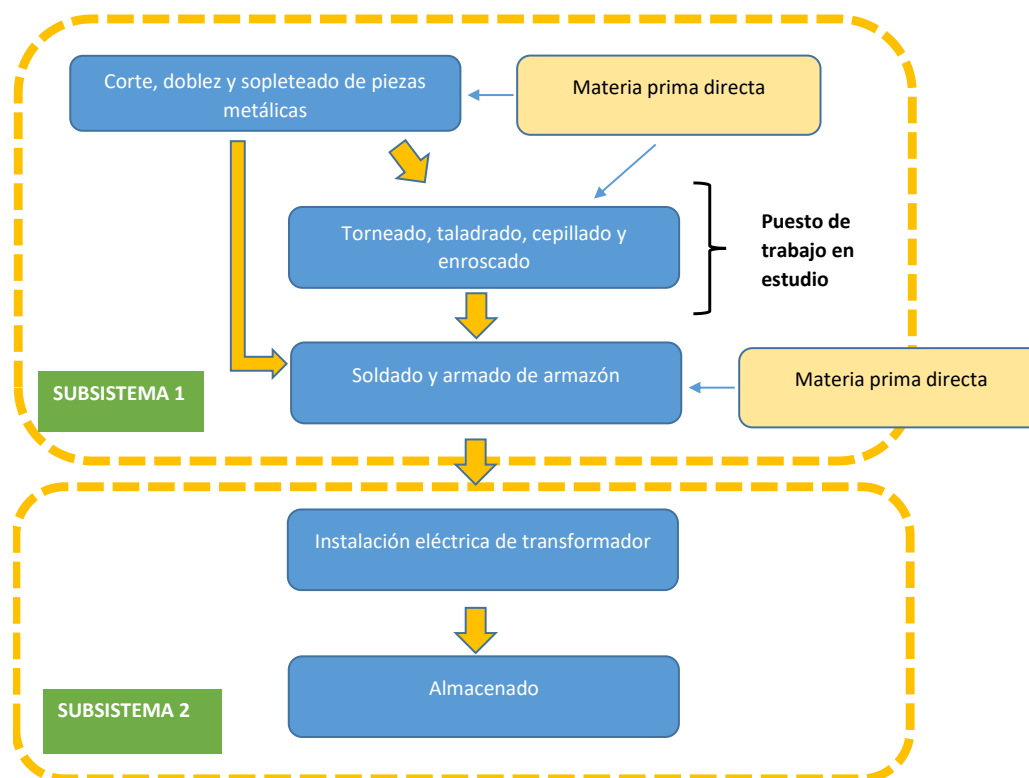 Corte, doblez y sopleteado de piezas
metálicas
Materia prima directa
Torneado, taladrado, cepillado y
enroscado
Puesto de
trabajo en
estudio
Soldado y armado de armazón
Materia prima directa
SUBSISTEMA 1
Instalación eléctrica de transformador
Almacenado
SUBSISTEMA 2